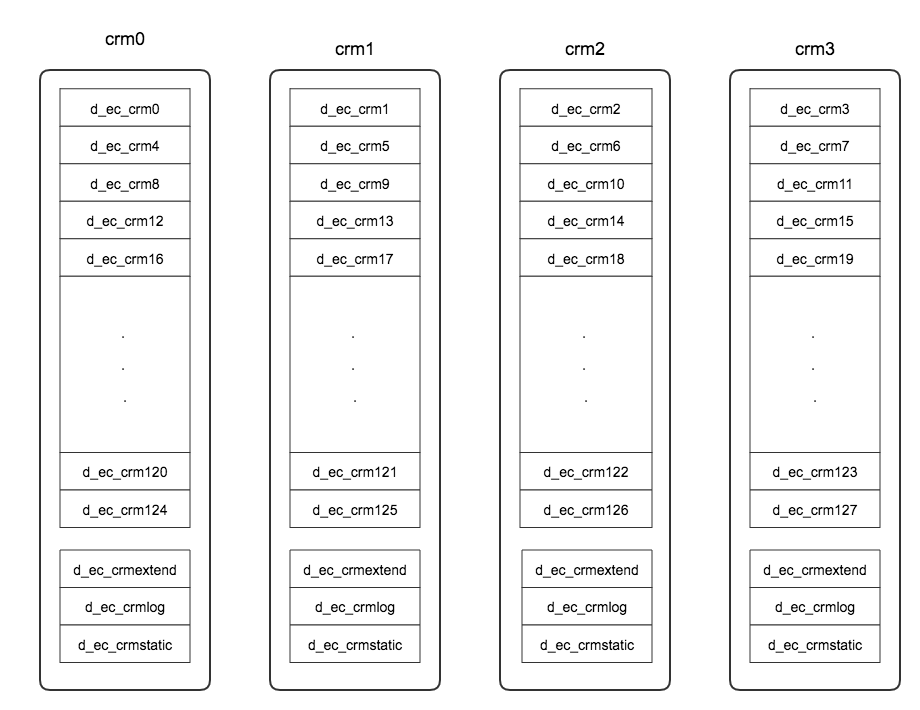 crm0
d_ec_crm0
d_ec_crm4
d_ec_crm8
d_ec_crm12
d_ec_crm16
.
.
.
d_ec_crm120
d_ec_crm124
d_ec_crmextend
d_ec_crmlog
d_ec_crmstatic
crm1
d_ec_crm1
d_ec_crm5
d_ec_crm9
d_ec_crm13
d_ec_crm17
.
.
.
d_ec_crm121
d_ec_crm125
d_ec_crmextend
d_ec_crmlog
d_ec_crmstatic
crm2
d_ec_crm2
d_ec_crm6
d_ec_crm10
d_ec_crm14
d_ec_crm18
.
.
.
d_ec_crm122
d_ec_crm126
d_ec_crmextend
d_ec_crmlog
d_ec_crmstatic
crm3
d_ec_crm3
d_ec_crm7
d_ec_crm11
d_ec_crm15
d_ec_crm19
.
.
.
d_ec_crm123
d_ec_crm127
d_ec_crmextend
d_ec_crmlog
d_ec_crmstatic